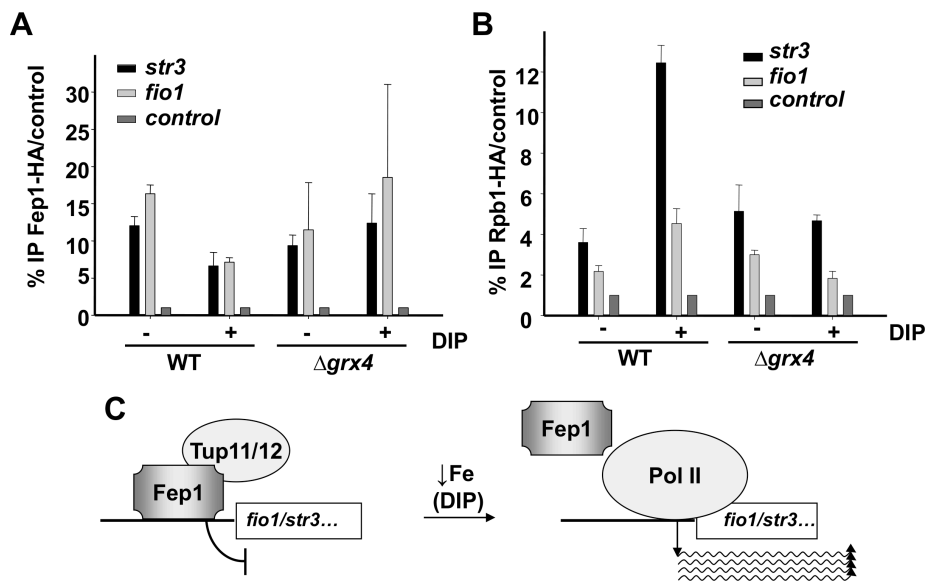 A
% IP Fep1-HA/control
30
25
20
15
10
5
0
str3
fio1
control
- + - + DIP
WT Δgrx4
B
% IP Rpb1-HA/control
12
10
8
6
4
2
0
str3
fio1
control
- + - + DIP
WT Δgrx4
C
Tup11/12
Fep1
fio1/str3...
↓Fe
(DIP)
Fep1
Pol II
fio1/str3...